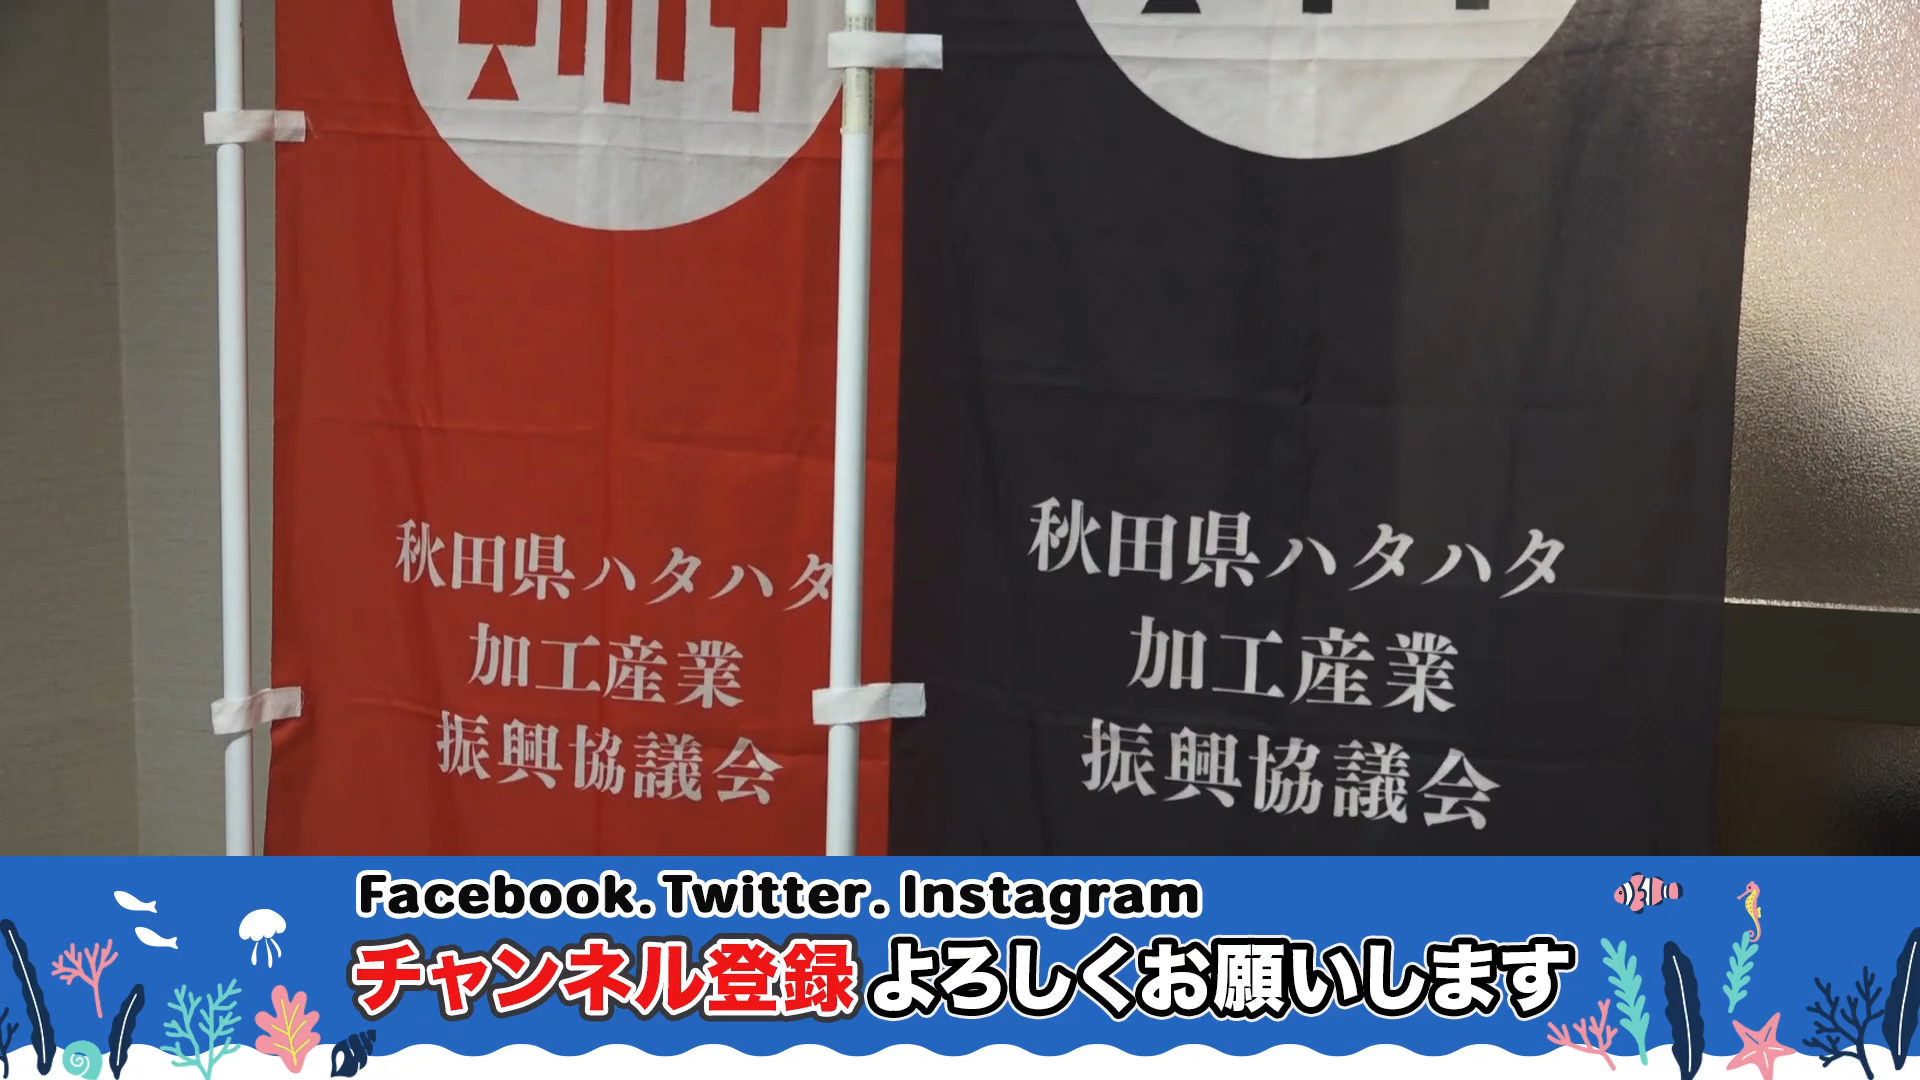 秋田県ハタハタ
加工産業
振興協議会
秋田県ハタハタ
加工産業
振興協議会
Facebook.Twitter.Instagram
チャンネル登録よろしくお願いします